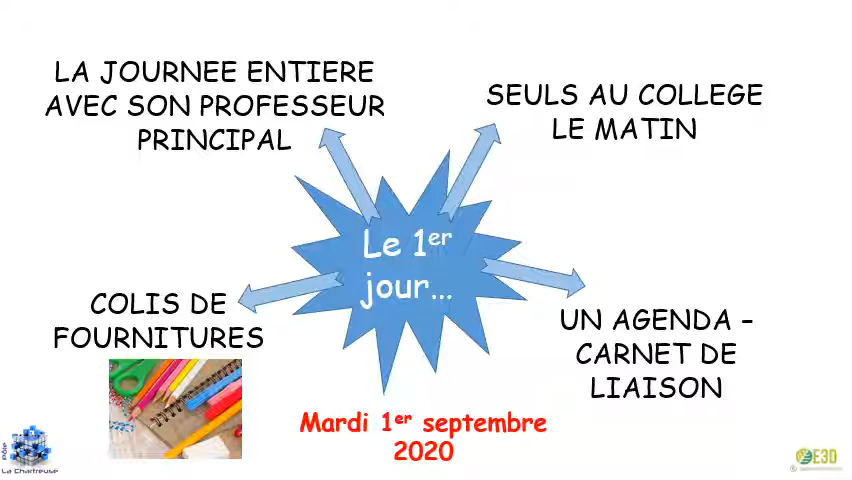 LA JOURNEE ENTIERE
AVEC SON PROFESSEUR
PRINCIPAL
SEULS AU COLLEGE
LE MATIN
Le 1er
jour...
COLIS DE
FOURNITURES
UN AGENDA –
CARNET DE
LIAISON
Mardi 1er septembre
2020
Pôle
La Chartreuse
E3D